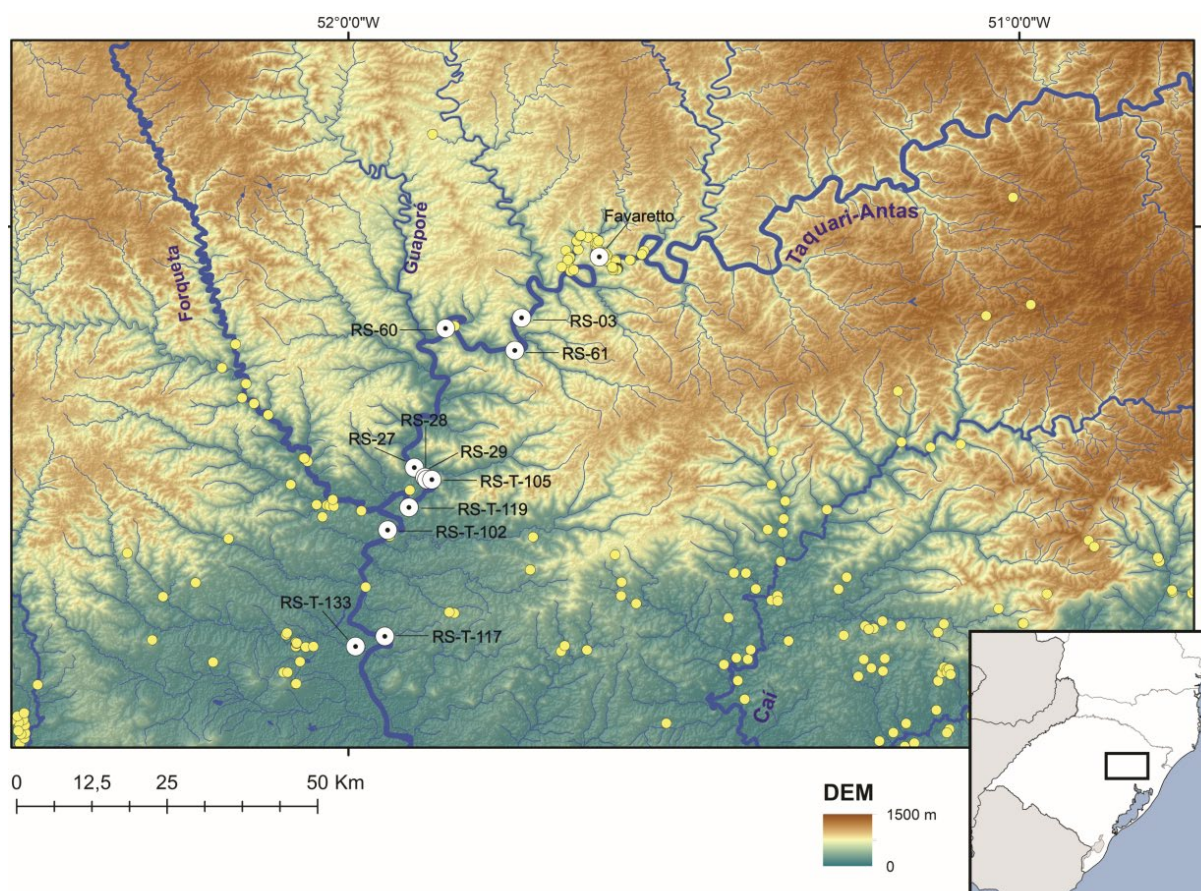 52°0'0"W
51°0'0"W
Favaretto
Guaporé
Taquari-Antas
Forqueta
RS-03
RS-60
RS-61
RS-28
RS-27
RS-29
RS-T-105
RS-T-119
RS-T-102
RS-T-133
RS-T-117
Caí
0 12,5 25 50 Km
DEM
1500 m
0